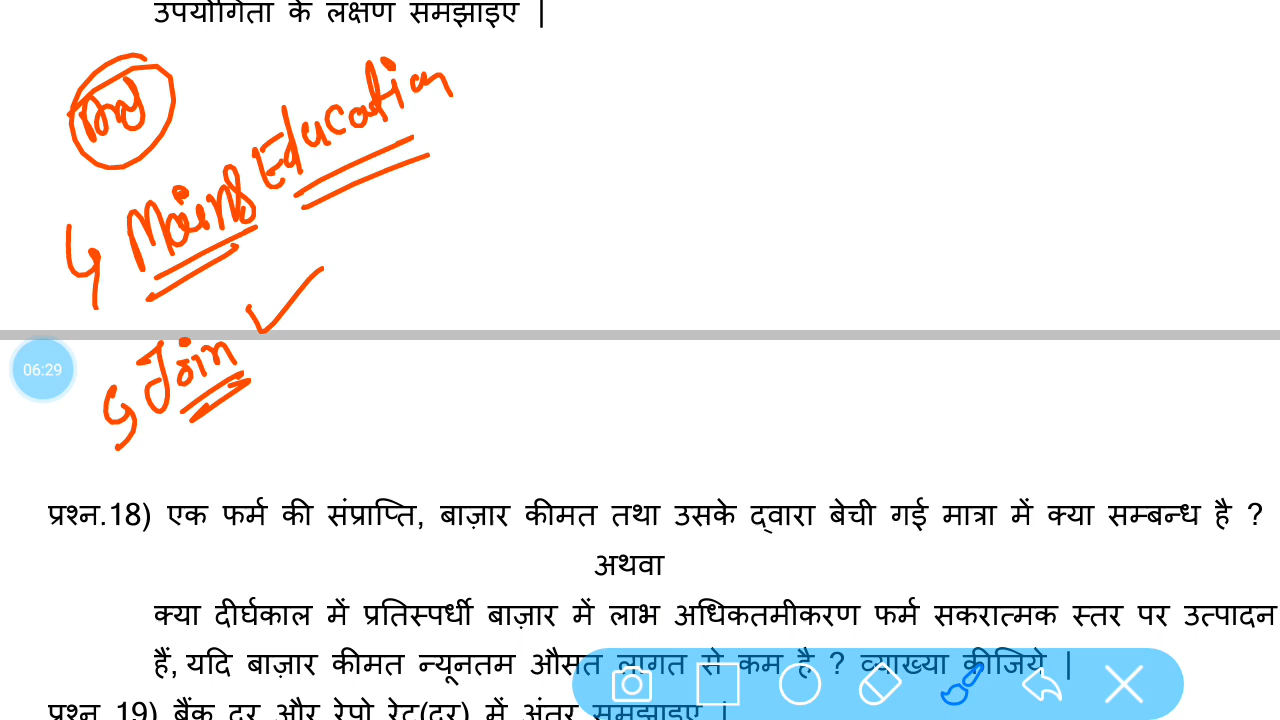 उपयोगिता के लक्षण समझाइए |
Mains Education
Join
06:29
प्रश्न.18) एक फर्म की संप्राप्ति, बाज़ार कीमत तथा उसके द्वारा बेची गई मात्रा में क्या सम्बन्ध है ?
अथवा
क्या दीर्घकाल में प्रतिस्पर्धी बाज़ार में लाभ अधिकतमीकरण फर्म सकरात्मक स्तर पर उत्पादन
हैं, यदि बाज़ार कीमत न्यूनतम औसत लागत से कम है ? व्याख्या कीजिये |
प्रश्न 19) बैंक दर और रेपो रेट(दर) में अंतर समझाइए |